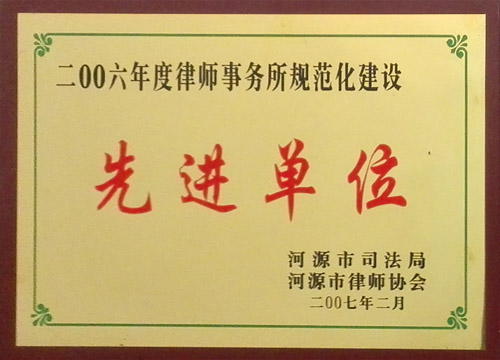 二00六年度律师事务所规范化建设
先进单位
河源市司法局
河源市律师协会
二00七年二月